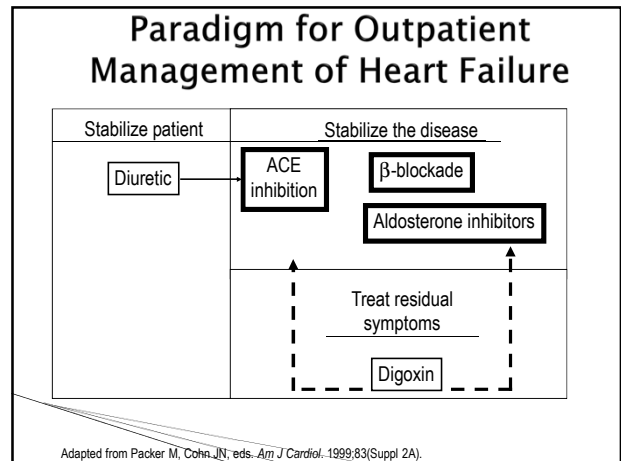 Paradigm for Outpatient
Management of Heart Failure
Stabilize patient
Stabilize the disease
Diuretic
ACE
inhibition
β-blockade
Aldosterone inhibitors
Treat residual
symptoms
Digoxin
Adapted from Packer M, Cohn JN, eds. Am J Cardiol. 1999;83(Suppl 2A).